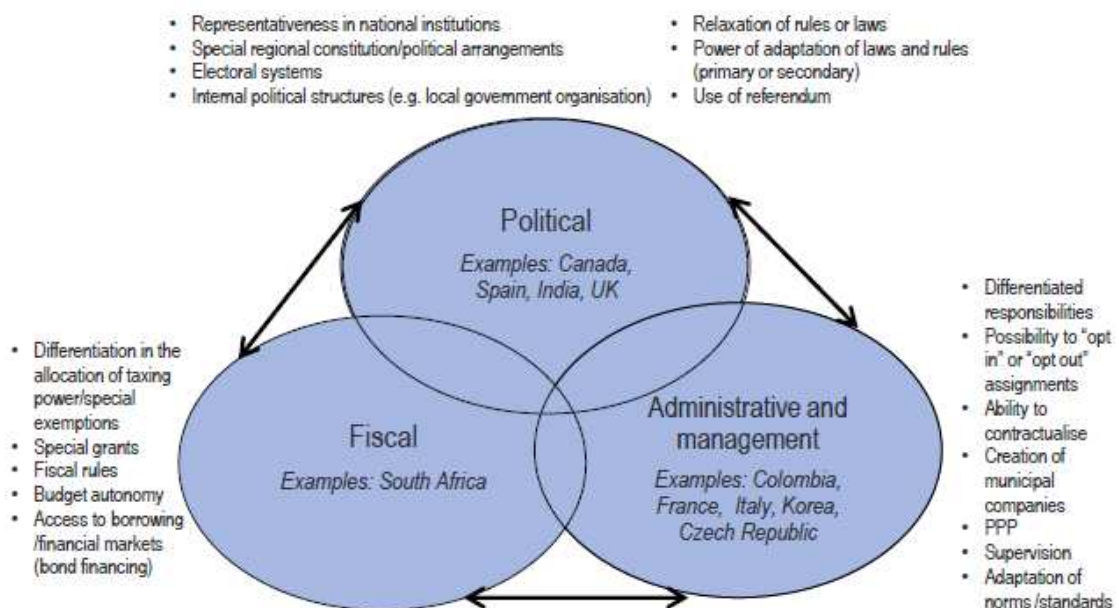 • Representativeness in national institutions
• Special regional constitution/political arrangements
• Electoral systems
• Internal political structures (e.g. local government organisation)
• Relaxation of rules or laws
• Power of adaptation of laws and rules
(primary or secondary)
• Use of referendum
Political
Examples: Canada,
Spain, India, UK
• Differentiation in the
allocation of taxing
power/special
exemptions
• Special grants
• Fiscal rules
• Budget autonomy
• Access to borrowing
/financial markets
(bond financing)
Fiscal
Examples: South Africa
Administrative and
management
Examples: Colombia,
France, Italy, Korea,
Czech Republic
• Differentiated
responsibilities
• Possibility to “opt
in” or “opt out”
assignments
• Ability to
contractualise
• Creation of
municipal
companies
• PPP
• Supervision
• Adaptation of
norms/standards